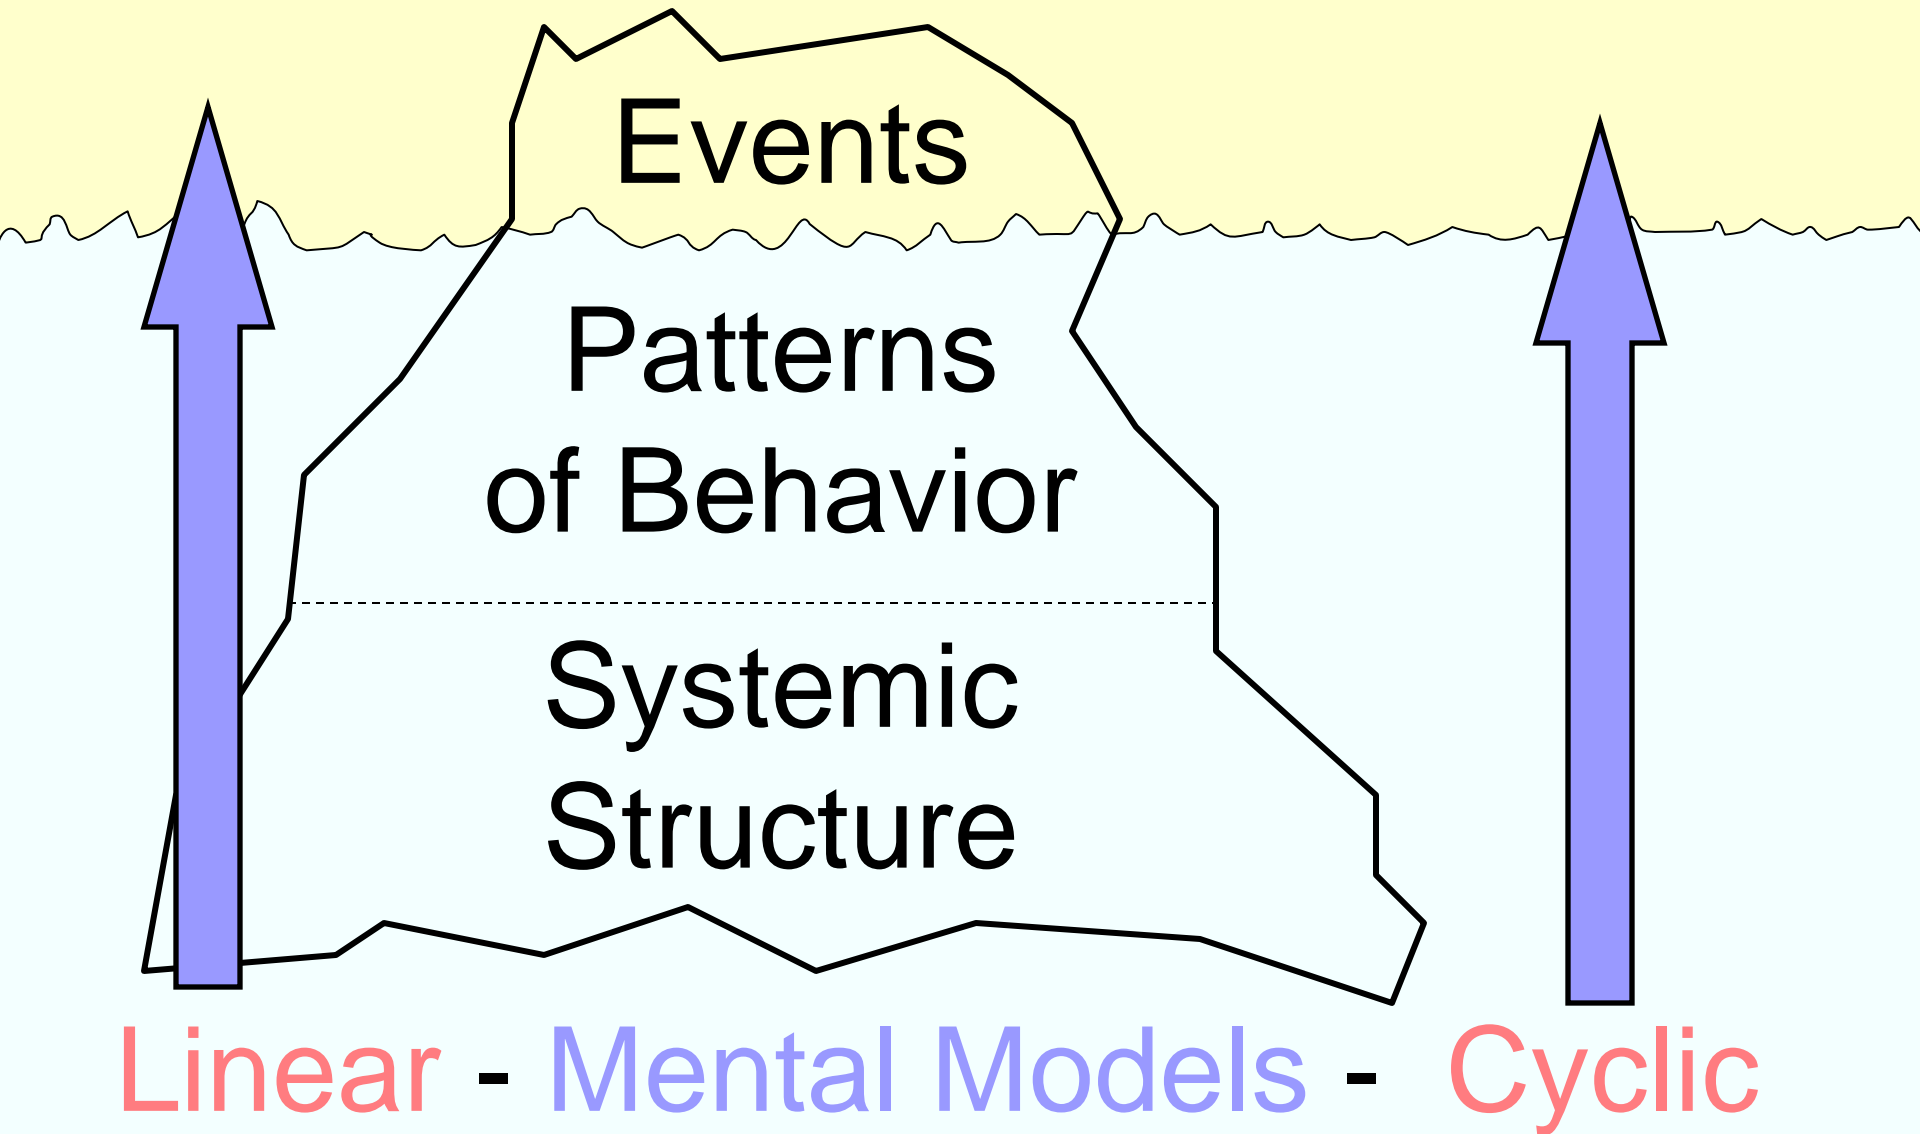 Events
Patterns
of Behavior
Systemic
Structure
Linear - Mental Models - Cyclic